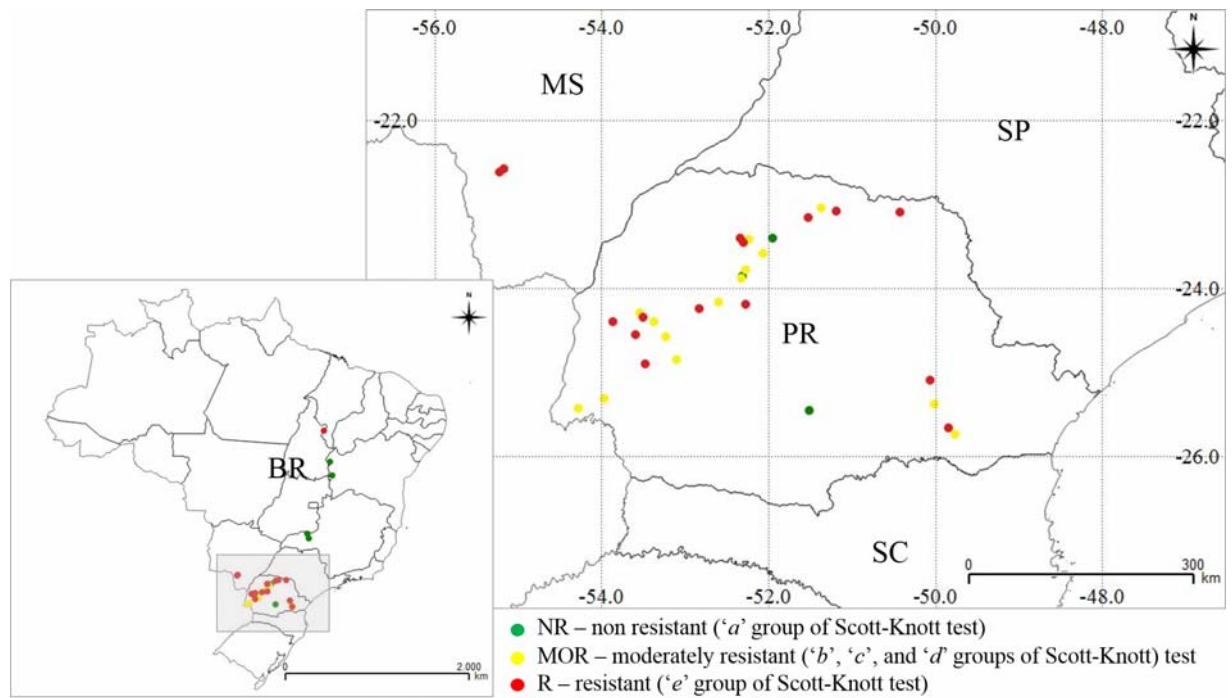 -56.0 -54.0 -52.0 -50.0 -48.0
N
MS
-22.0 SP -22.0
-24.0 -24.0
PR
-26.0 -26.0
SC
0 300
km
-54.0 -52.0 -50.0 -48.0
N
BR
0 2 000
km
NR – non resistant (‘a’ group of Scott-Knott test)
MOR – moderately resistant (‘b’, ‘c’, and ‘d’ groups of Scott-Knott) test
R – resistant (‘e’ group of Scott-Knott test)